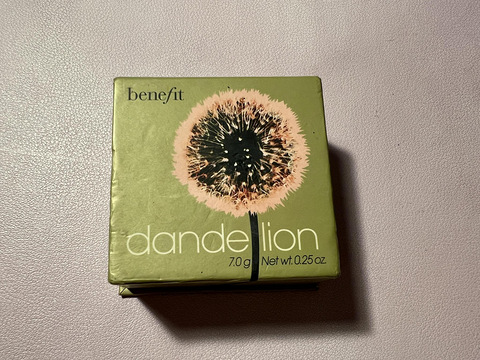 benefit
dandelion
7.0 g Net wt. 0.25 oz.